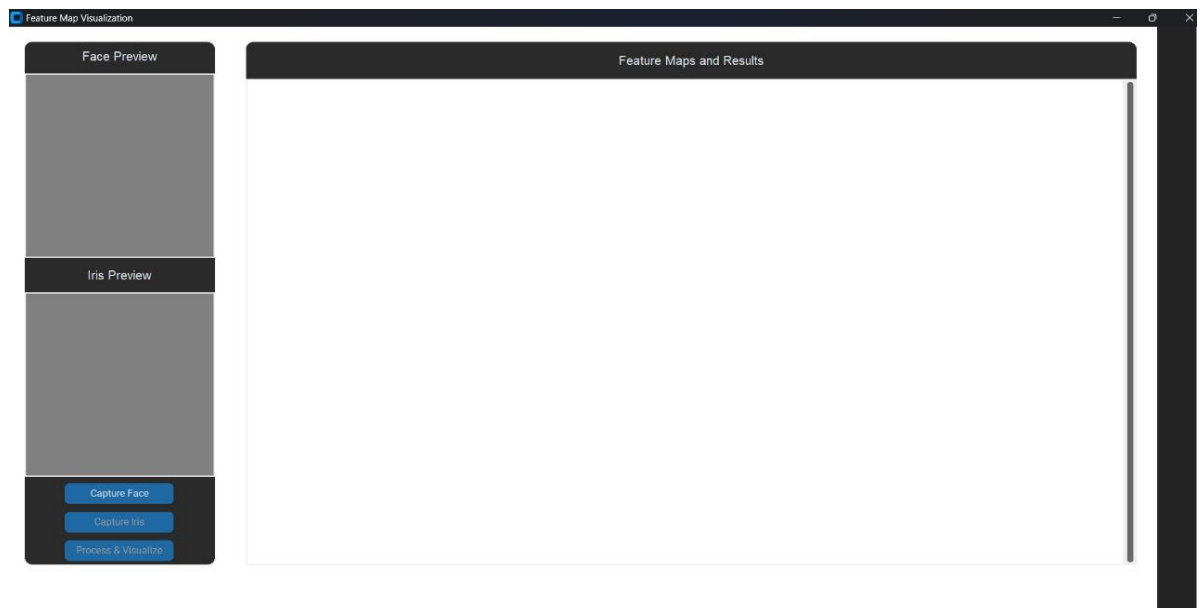 Feature Map Visualization
Face Preview
Feature Maps and Results
Iris Preview
Capture Face
Capture Iris
Process & Visualize